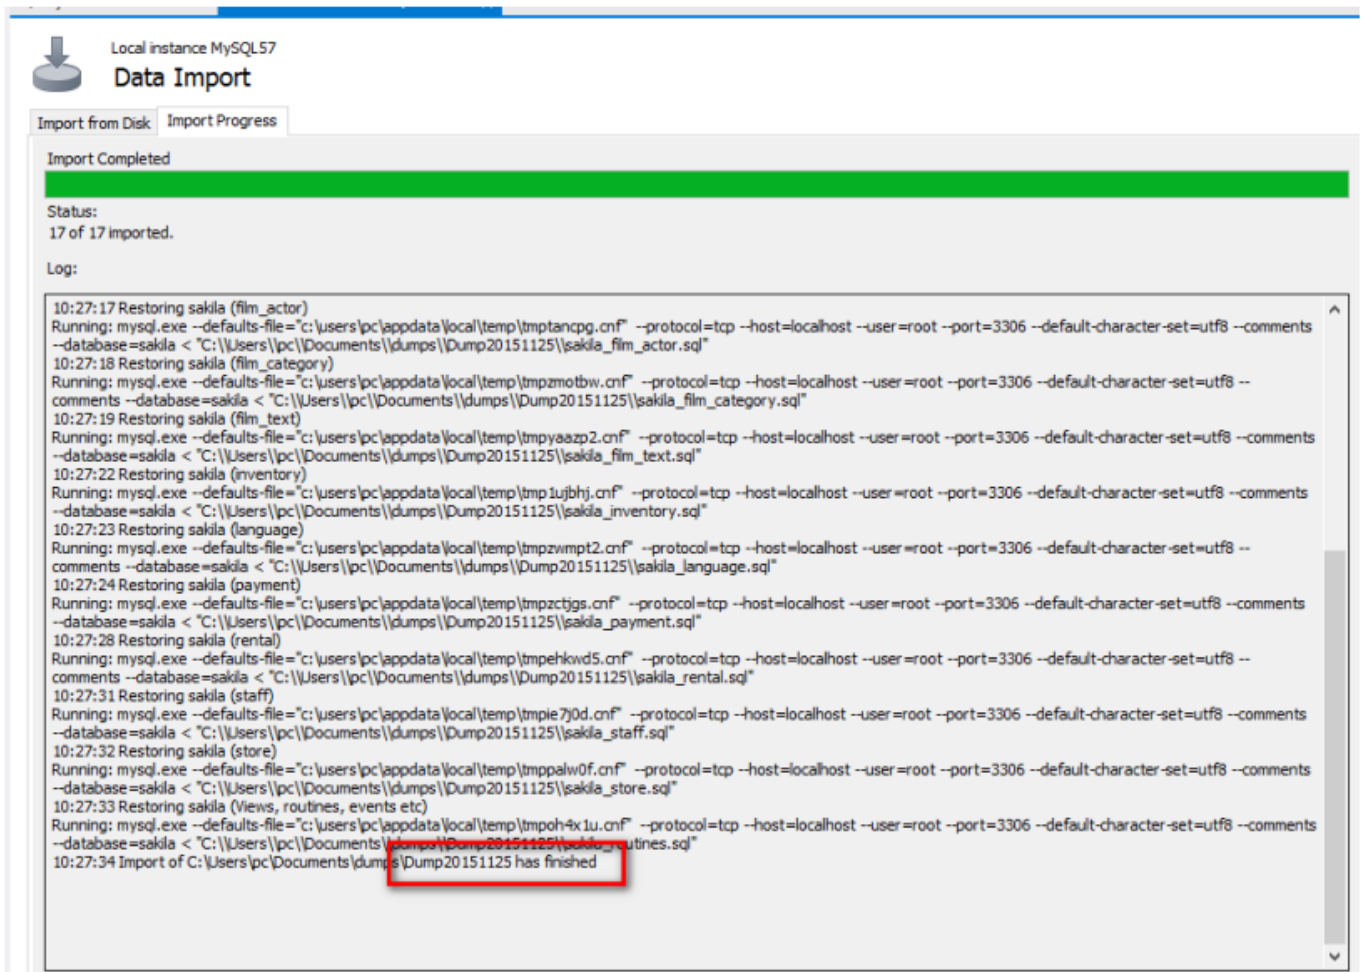 Local instance MySQL57
Data Import
Import from Disk Import Progress
Import Completed
Status:
17 of 17 imported.
Log:
10:27:17 Restoring sakila (film_actor)
Running: mysql.exe --defaults-file="c:\users\pc\appdata\local\temp\tmptancpg.cnf" --protocol=tcp --host=localhost --user=root --port=3306 --default-character-set=utf8 --comments
--database=sakila < "C:\\Users\\pc\\Documents\\dumps\\Dump20151125\\sakila_film_actor.sql"
10:27:18 Restoring sakila (film_category)
Running: mysql.exe --defaults-file="c:\users\pc\appdata\local\temp\tmpzmotbw.cnf" --protocol=tcp --host=localhost --user=root --port=3306 --default-character-set=utf8 --
comments --database=sakila < "C:\\Users\\pc\\Documents\\dumps\\Dump20151125\\sakila_film_category.sql"
10:27:19 Restoring sakila (film_text)
Running: mysql.exe --defaults-file="c:\users\pc\appdata\local\temp\tmpyaazp2.cnf" --protocol=tcp --host=localhost --user=root --port=3306 --default-character-set=utf8 --comments
--database=sakila < "C:\\Users\\pc\\Documents\\dumps\\Dump20151125\\sakila_film_text.sql"
10:27:22 Restoring sakila (inventory)
Running: mysql.exe --defaults-file="c:\users\pc\appdata\local\temp\tmp1ujbhj.cnf" --protocol=tcp --host=localhost --user=root --port=3306 --default-character-set=utf8 --comments
--database=sakila < "C:\\Users\\pc\\Documents\\dumps\\Dump20151125\\sakila_inventory.sql"
10:27:23 Restoring sakila (language)
Running: mysql.exe --defaults-file="c:\users\pc\appdata\local\temp\tmpzwmpt2.cnf" --protocol=tcp --host=localhost --user=root --port=3306 --default-character-set=utf8 --
comments --database=sakila < "C:\\Users\\pc\\Documents\\dumps\\Dump20151125\\sakila_language.sql"
10:27:24 Restoring sakila (payment)
Running: mysql.exe --defaults-file="c:\users\pc\appdata\local\temp\tmpzctjgs.cnf" --protocol=tcp --host=localhost --user=root --port=3306 --default-character-set=utf8 --comments
--database=sakila < "C:\\Users\\pc\\Documents\\dumps\\Dump20151125\\sakila_payment.sql"
10:27:28 Restoring sakila (rental)
Running: mysql.exe --defaults-file="c:\users\pc\appdata\local\temp\tmpehkwd5.cnf" --protocol=tcp --host=localhost --user=root --port=3306 --default-character-set=utf8 --
comments --database=sakila < "C:\\Users\\pc\\Documents\\dumps\\Dump20151125\\sakila_rental.sql"
10:27:31 Restoring sakila (staff)
Running: mysql.exe --defaults-file="c:\users\pc\appdata\local\temp\tmpie7j0d.cnf" --protocol=tcp --host=localhost --user=root --port=3306 --default-character-set=utf8 --comments
--database=sakila < "C:\\Users\\pc\\Documents\\dumps\\Dump20151125\\sakila_staff.sql"
10:27:32 Restoring sakila (store)
Running: mysql.exe --defaults-file="c:\users\pc\appdata\local\temp\tmppalw0f.cnf" --protocol=tcp --host=localhost --user=root --port=3306 --default-character-set=utf8 --comments
--database=sakila < "C:\\Users\\pc\\Documents\\dumps\\Dump20151125\\sakila_store.sql"
10:27:33 Restoring sakila (Views, routines, events etc)
Running: mysql.exe --defaults-file="c:\users\pc\appdata\local\temp\tmpoh4x1u.cnf" --protocol=tcp --host=localhost --user=root --port=3306 --default-character-set=utf8 --comments
--database=sakila < "C:\\Users\\pc\\Documents\\dumps\\Dump20151125\\sakila_routines.sql"
10:27:34 Import of C:\Users\pc\Documents\dumps\Dump20151125 has finished